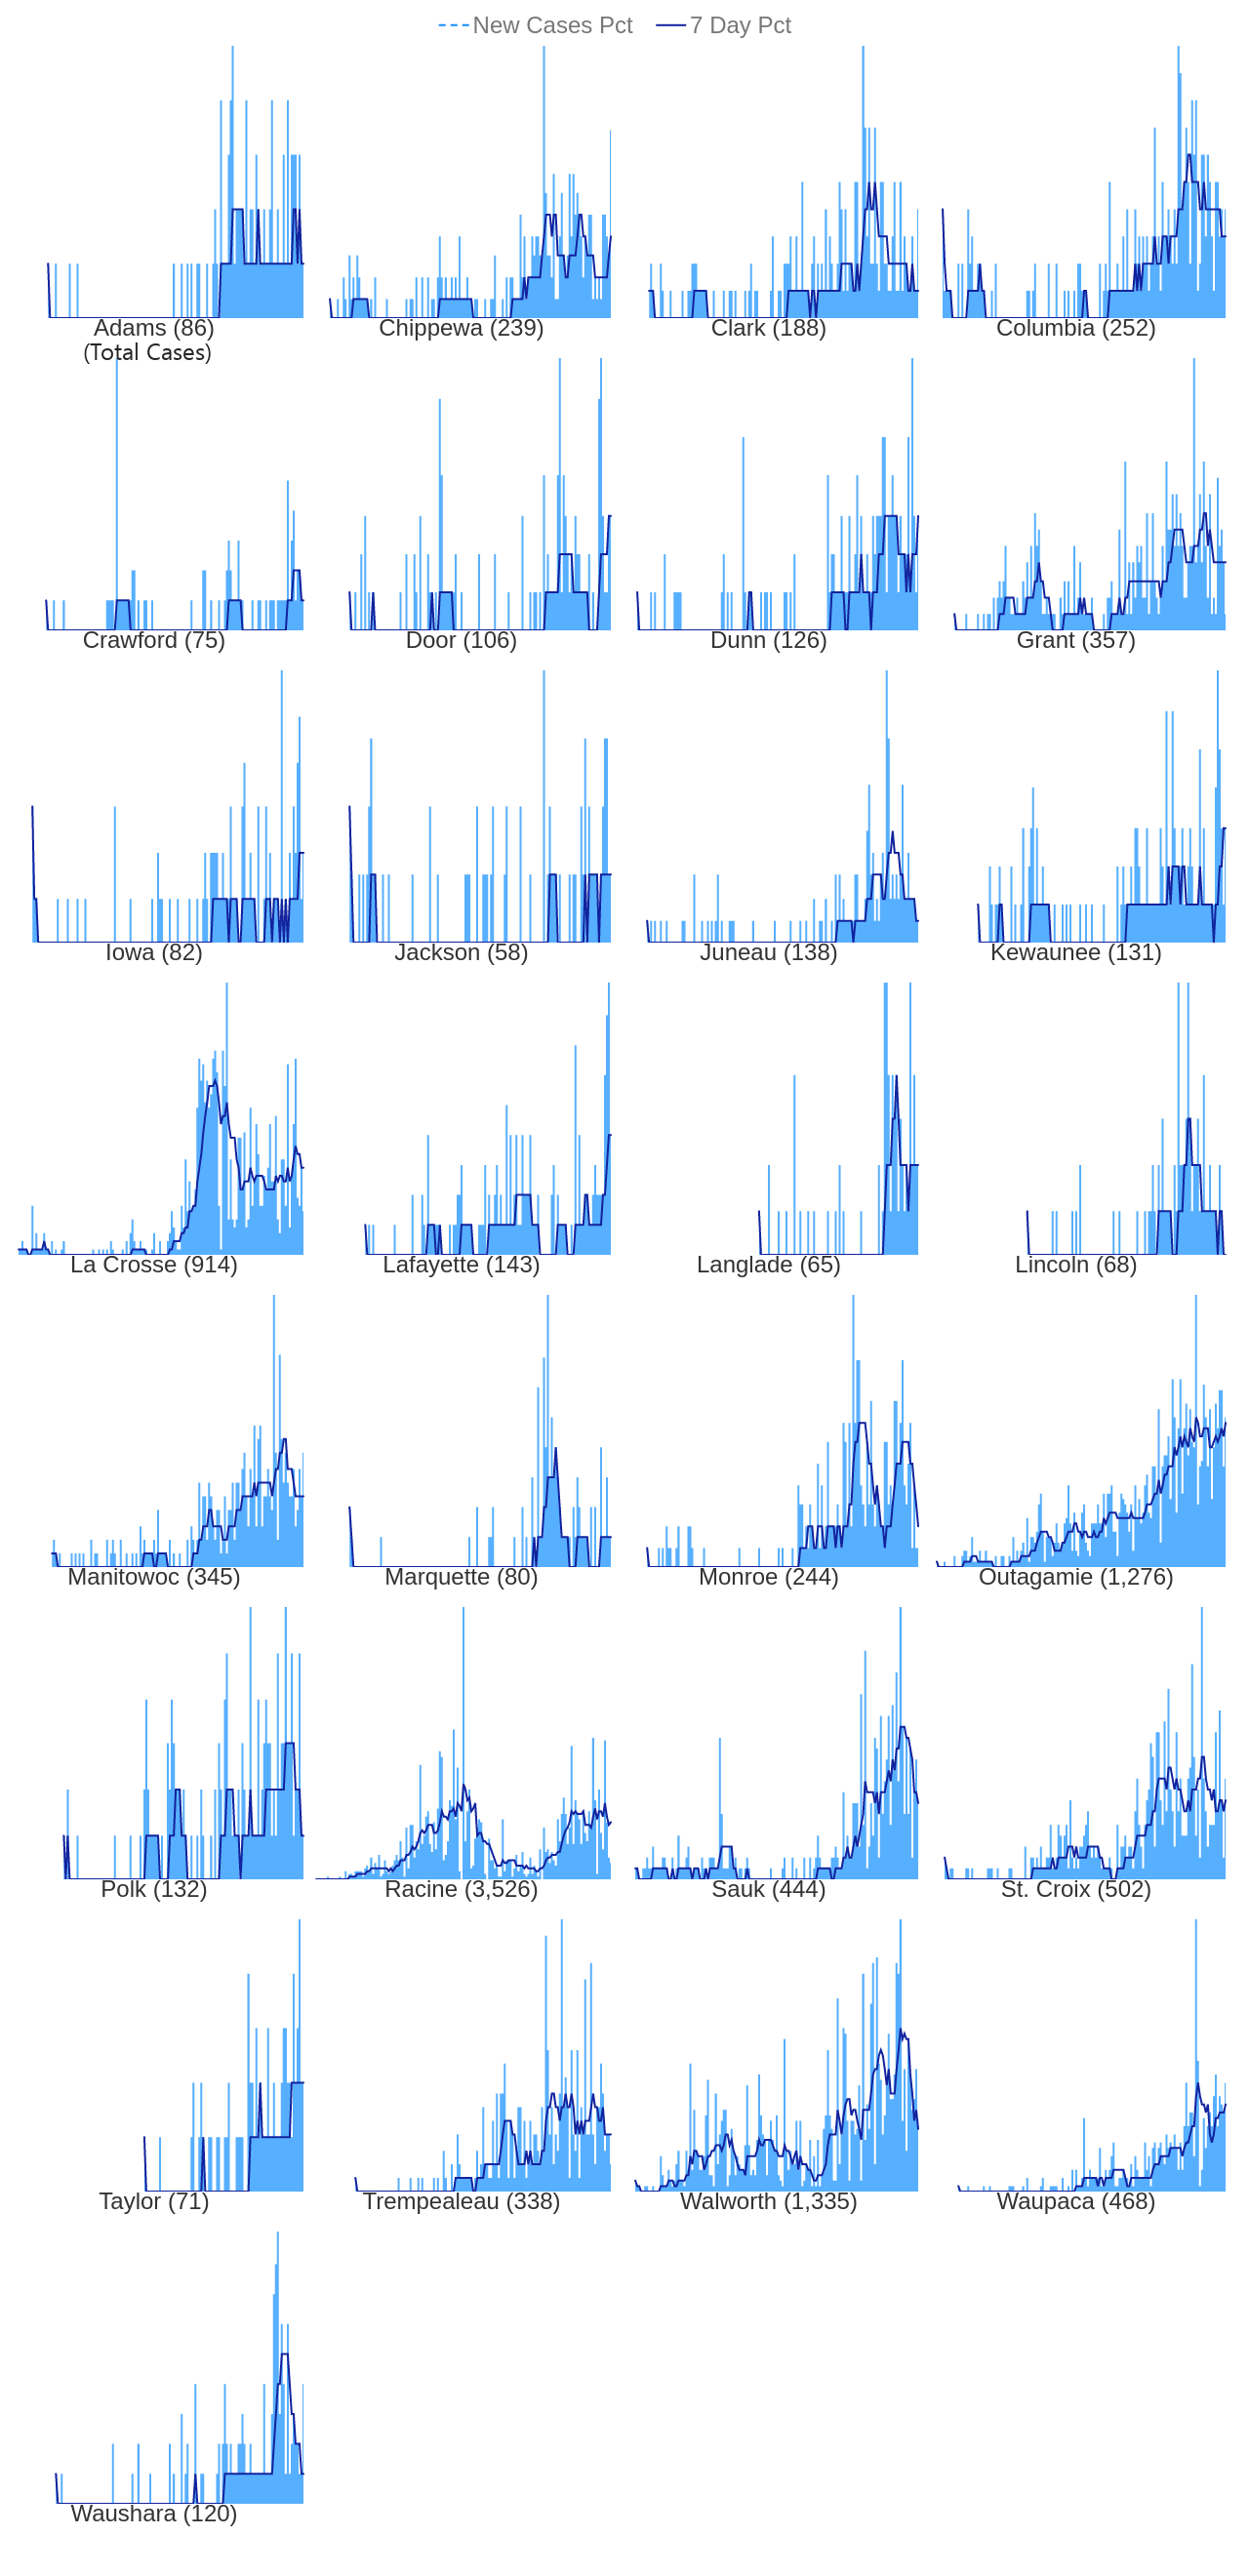 New Cases Pct 7 Day Pct
Adams (86) Chippewa (239) Clark (188) Columbia (252)
(Total Cases)
Crawford (75) Door (106) Dunn (126) Grant (357)
Iowa (82) Jackson (58) Juneau (138) Kewaunee (131)
La Crosse (914) Lafayette (143) Langlade (65) Lincoln (68)
Manitowoc (345) Marquette (80) Monroe (244) Outagamie (1,276)
Polk (132) Racine (3,526) Sauk (444) St. Croix (502)
Taylor (71) Trempealeau (338) Walworth (1,335) Waupaca (468)
Waushara (120)